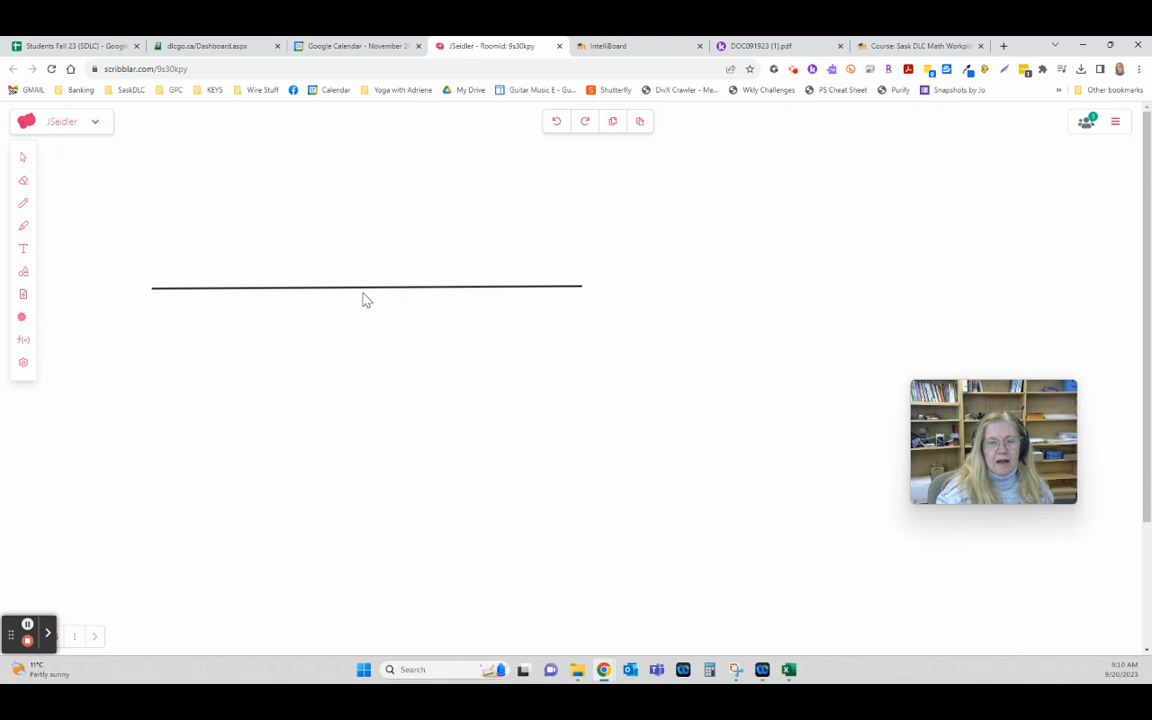 Students Fall 23 (SDLC) - Google
dlcgo.ca/Dashboard.aspx
Google Calendar - November 2
JSeidler - Roomid: 9s30kpy
IntelliBoard
DOC091923 (1).pdf
Course: Sask DLC Math Workpl
scribblar.com/9s30kpy
GMAIL
Banking
SaskDLC
GPC
KEYS
Wire Stuff
Calendar
Yoga with Adriene
My Drive
Guitar Music E - Gu...
Shutterfly
DivX Crawler - Me...
Wkly Challenges
PS Cheat Sheet
Purify
Snapshots by Jo
»
Other bookmarks
JSeidler
1
T
f(x)
11°C
Partly sunny
Search
9:10 AM
9/20/2023